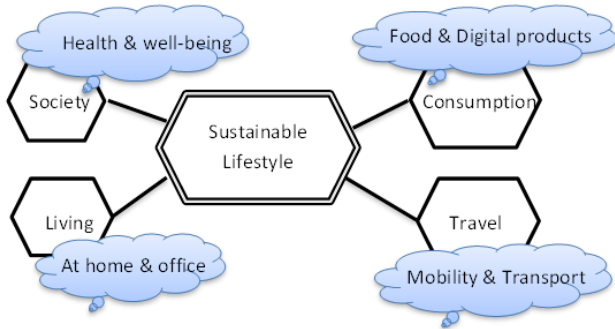 Health & well-being
Food & Digital products
Society
Consumption
Sustainable
Lifestyle
Living
Travel
At home & office
Mobility & Transport